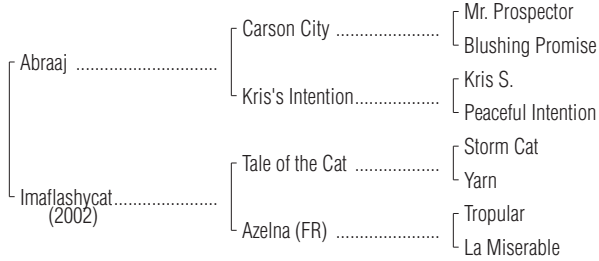 Mr. Prospector
Carson City ..................
Blushing Promise
Abraaj .........................
Kris S.
Kris's Intention...............
Peaceful Intention
Storm Cat
Tale of the Cat ...............
Yarn
Imaflashycat..................
(2002)
Tropular
Azelna (FR) ..................
La Miserable